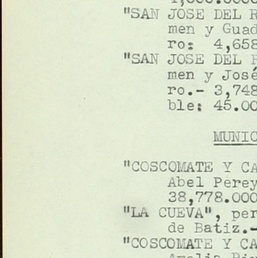 "SAN JOSE DEL R
men y Guad
ro: 4,658
"SAN JOSE DEL R
men y José
ro.- 3,748
ble: 45.00
MUNIC
"COSCOMATE Y CA
Abel Perey
38,778.000
"LA CUEVA", per
de Batiz.-
"COSCOMATE Y CA